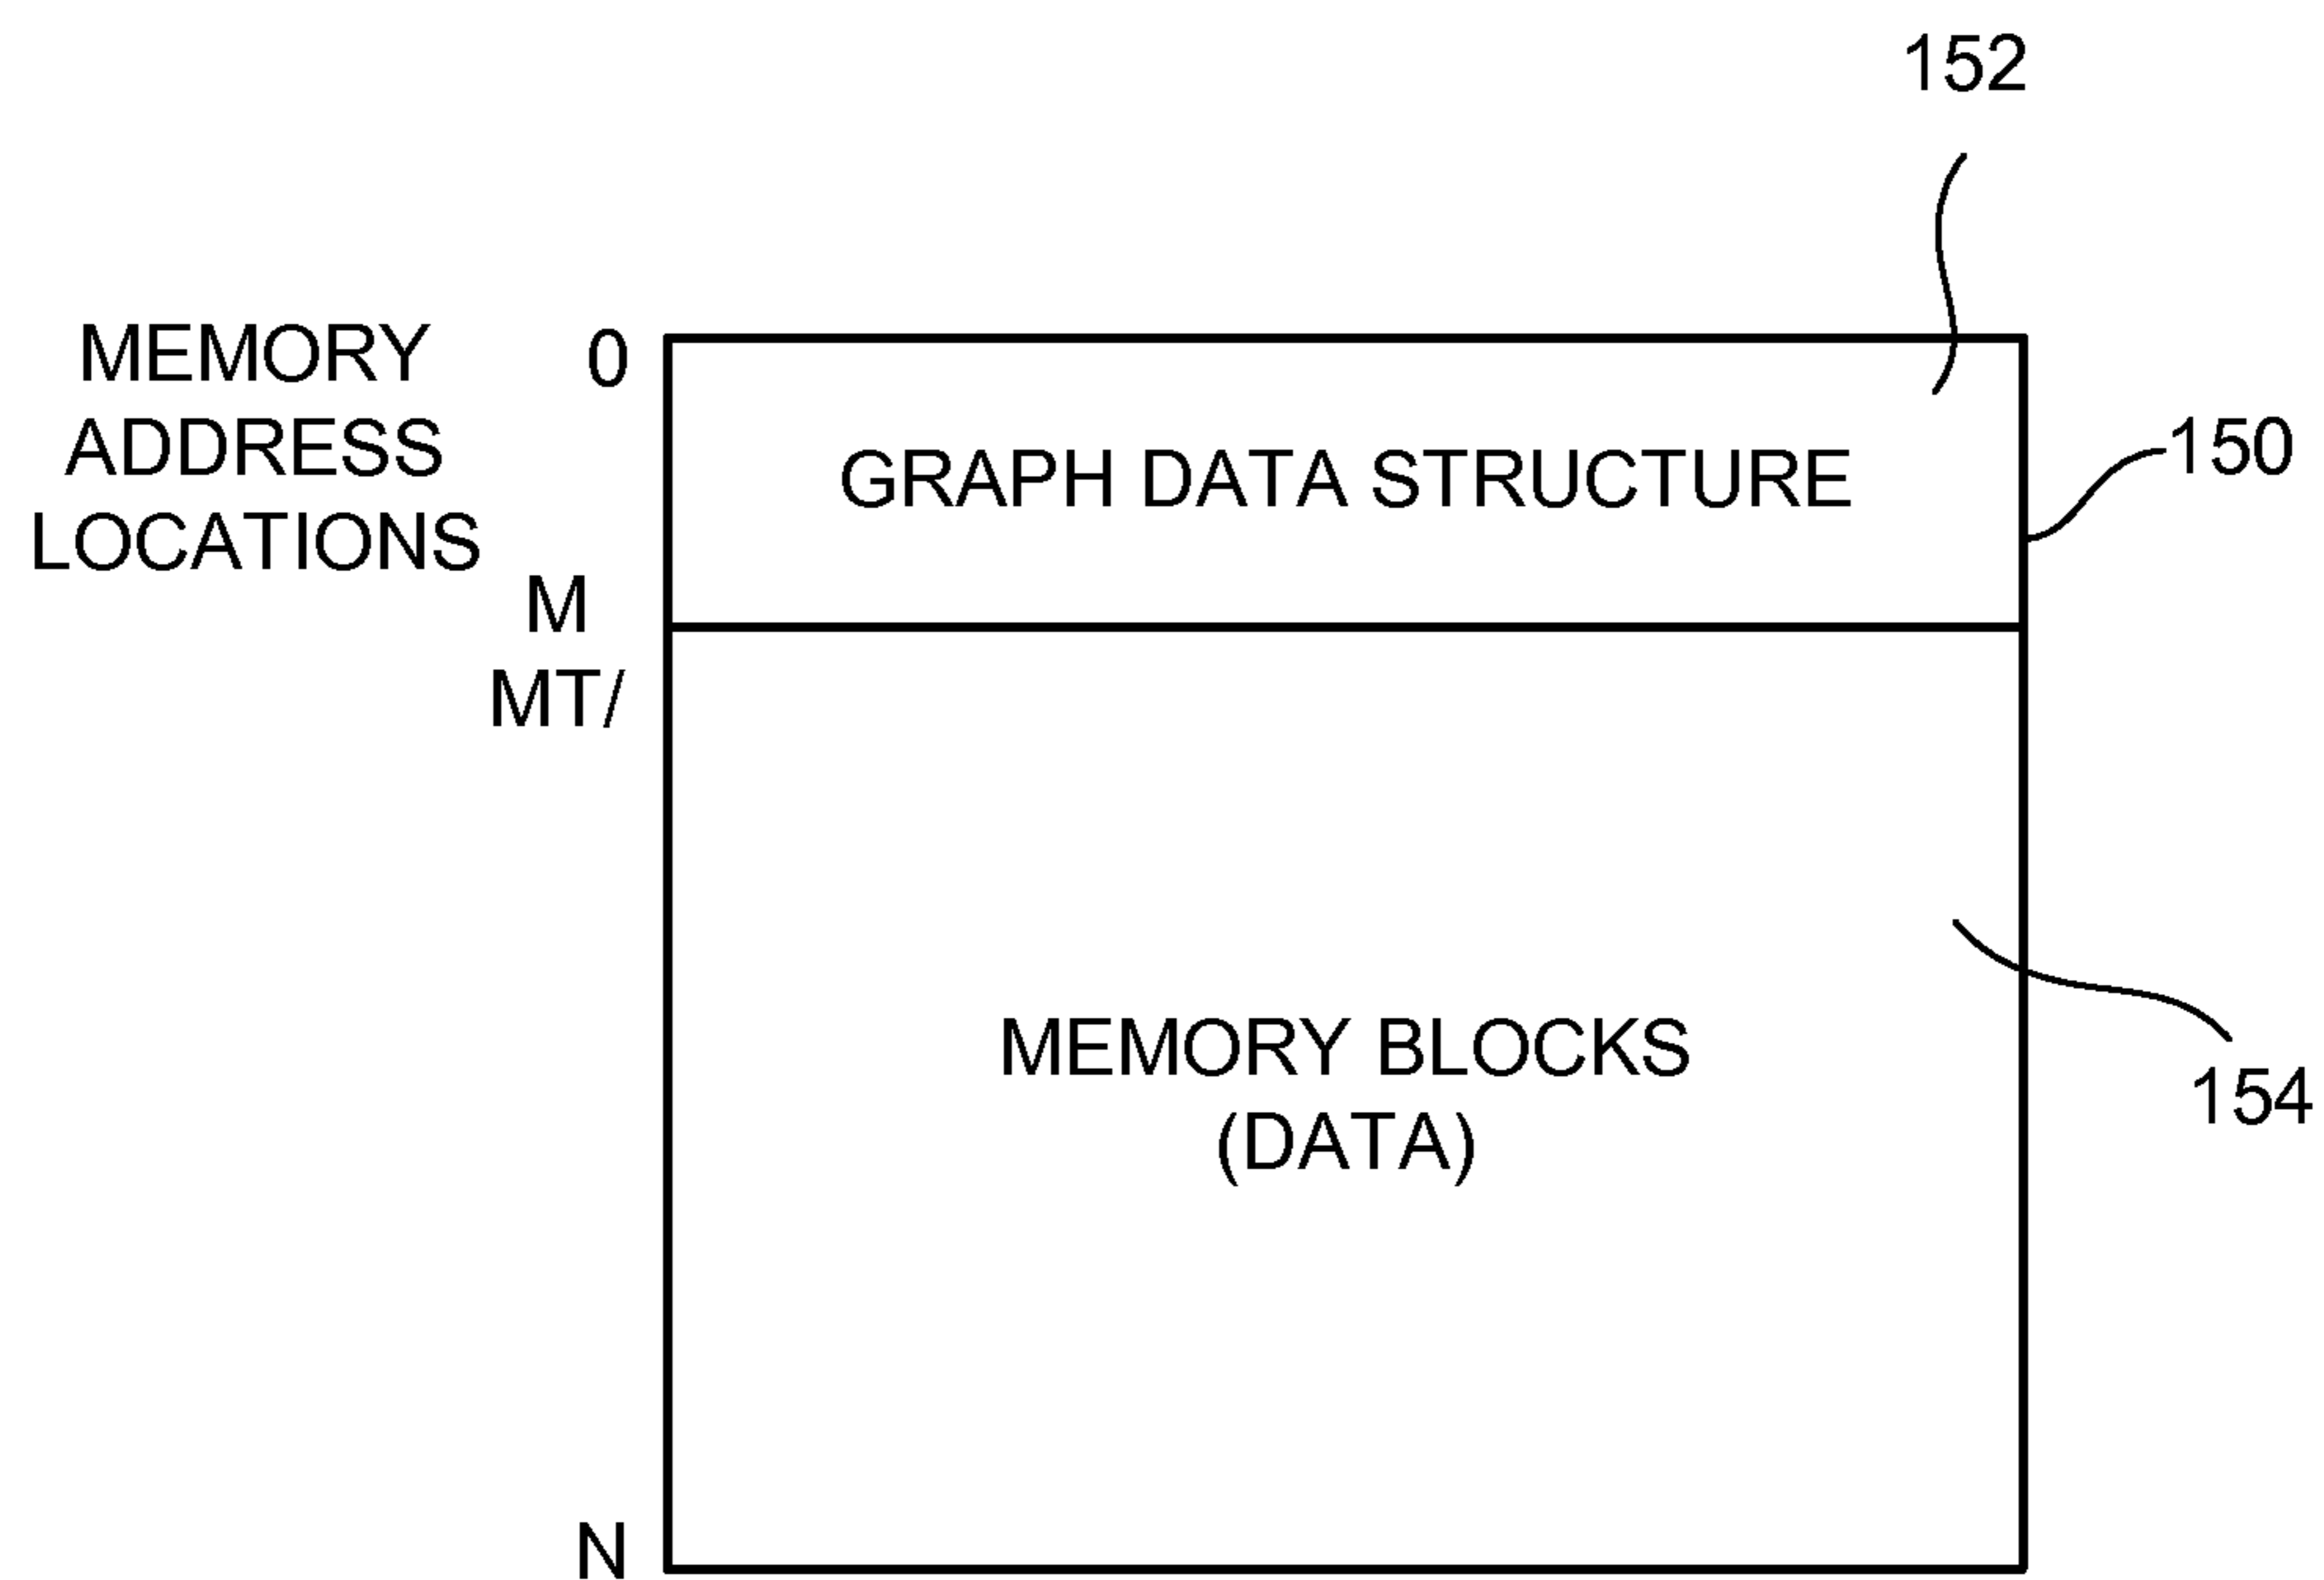 152
MEMORY
ADDRESS
LOCATIONS
0
GRAPH DATA STRUCTURE
150
M
MT/
MEMORY BLOCKS
(DATA)
154
N